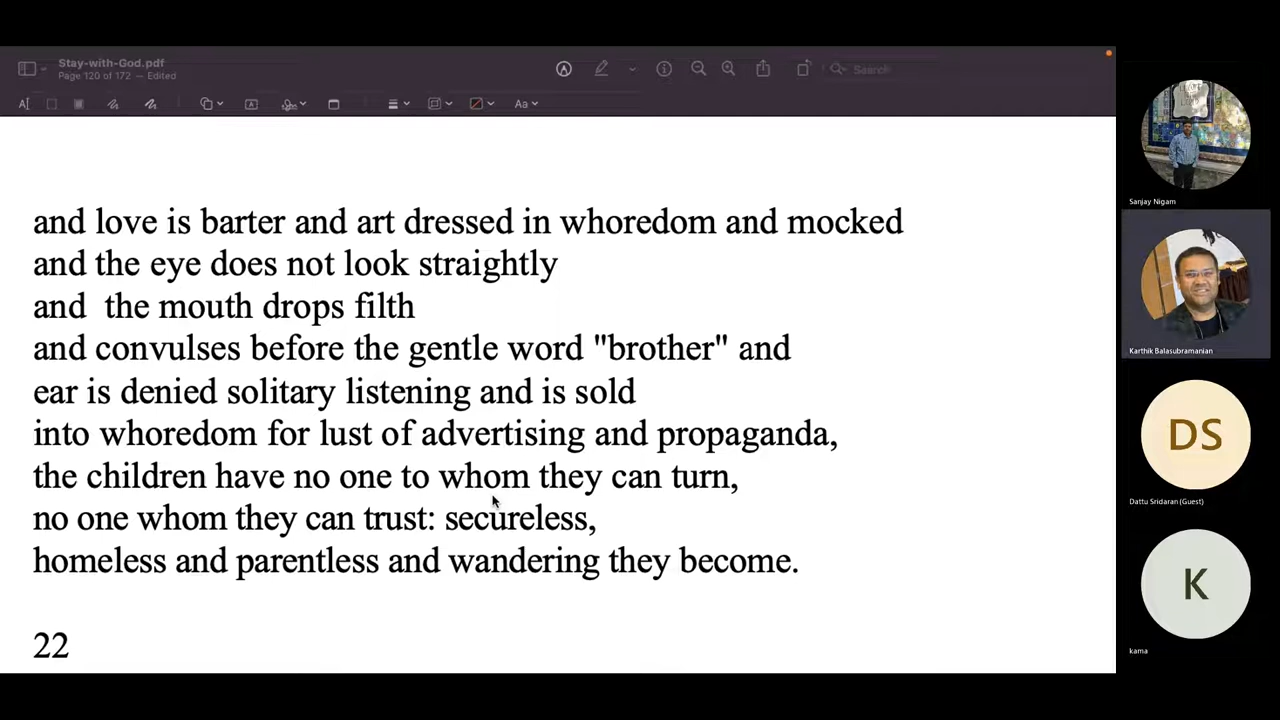 Stay-with-God.pdf
Page 120 of 172 — Edited
Search
Aa
and love is barter and art dressed in whoredom and mocked
and the eye does not look straightly
and  the mouth drops filth
and convulses before the gentle word "brother" and
ear is denied solitary listening and is sold
into whoredom for lust of advertising and propaganda,
the children have no one to whom they can turn,
no one whom they can trust: secureless,
homeless and parentless and wandering they become.
22
Sanjay Nigam
Karthik Balasubramanian
DS
Dattu Sridaran (Guest)
K
kama